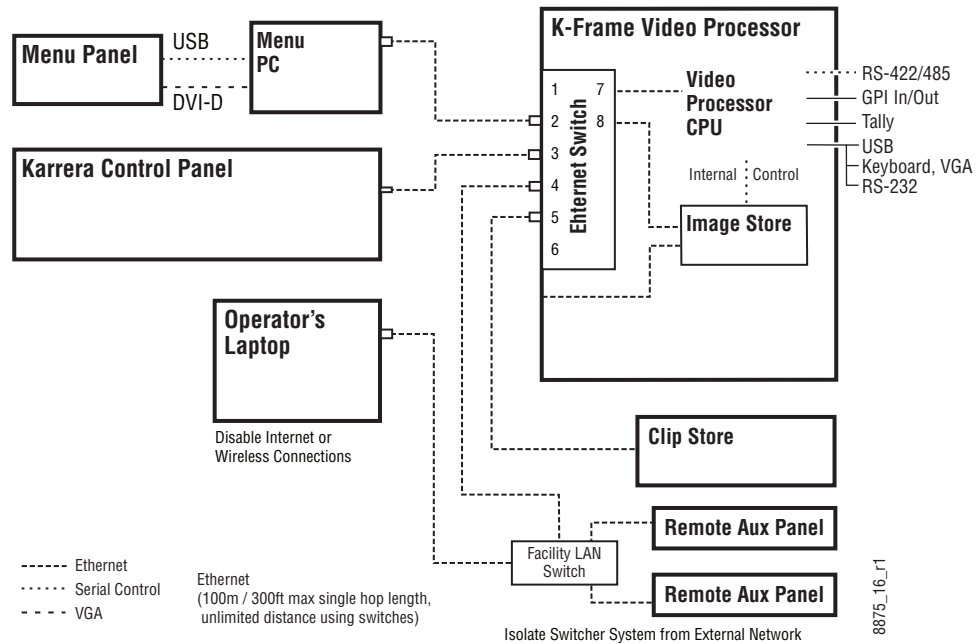 Menu Panel
USB
DVI-D
Menu
PC
Karrera Control Panel
Operator's
Laptop
Disable Internet or
Wireless Connections
K-Frame Video Processor
1
2
3
4
5
6
7
8
Ehternet Switch
Video
Processor
CPU
Internal
Control
Image Store
RS-422/485
GPI In/Out
Tally
USB
Keyboard, VGA
RS-232
Clip Store
Remote Aux Panel
Facility LAN
Switch
Remote Aux Panel
Ethernet
Serial Control
VGA
Ethernet
(100m / 300ft max single hop length,
unlimited distance using switches)
Isolate Switcher System from External Network
8875_16_r1